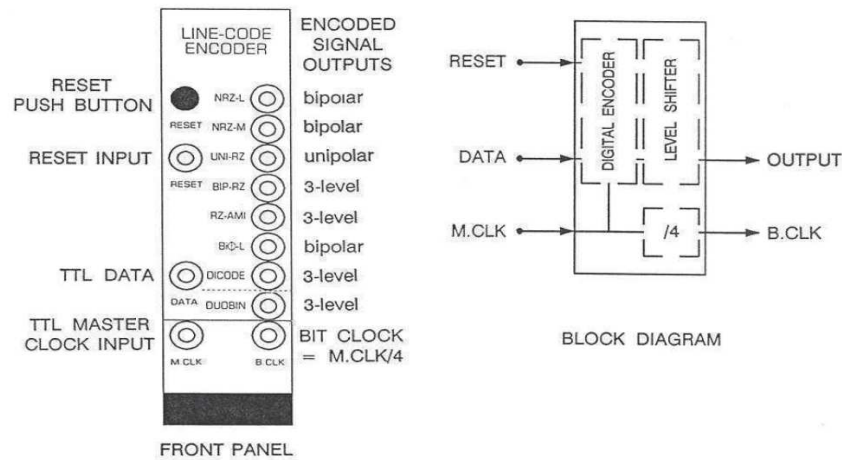 LINE-CODE
ENCODER
ENCODED
SIGNAL
OUTPUTS
RESET
PUSH BUTTON
NRZ-L
bipolar
RESET
NRZ-M
bipolar
RESET INPUT
UNI-RZ
unipolar
RESET
BIP-RZ
3-level
RZ-AMI
3-level
BiΦ-L
bipolar
TTL DATA
DICODE
3-level
DATA
DUOBIN
3-level
TTL MASTER
CLOCK INPUT
M.CLK
B.CLK
BIT CLOCK
= M.CLK/4
FRONT PANEL
RESET
DATA
M.CLK
DIGITAL ENCODER
LEVEL SHIFTER
/4
OUTPUT
B.CLK
BLOCK DIAGRAM